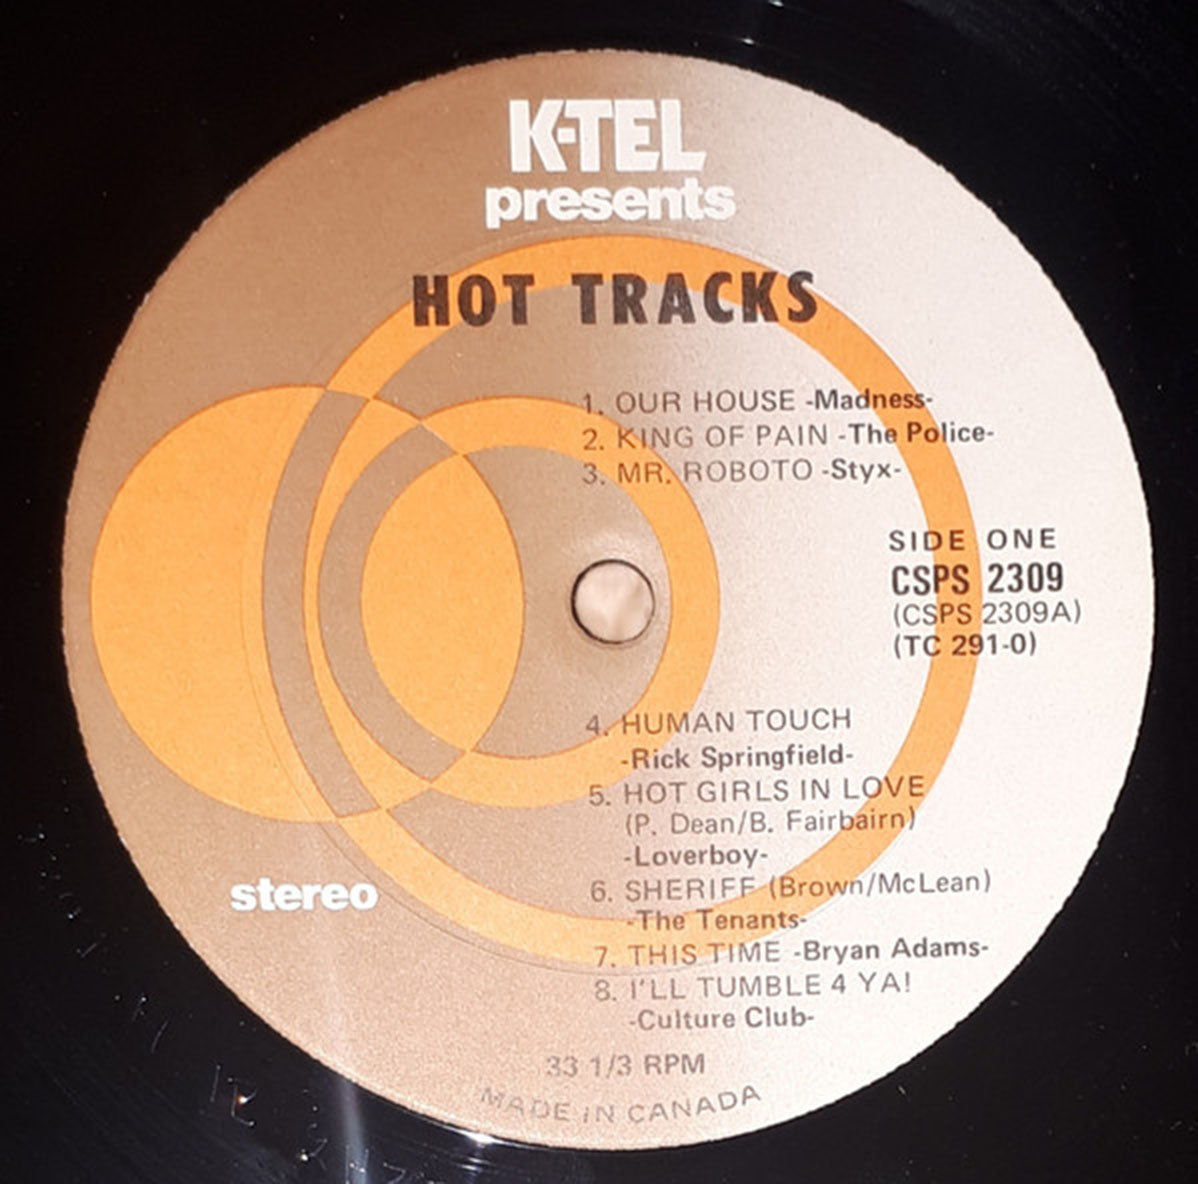 K-TEL
presents
HOT TRACKS
1. OUR HOUSE -Madness-
2. KING OF PAIN -The Police-
3. MR. ROBOTO -Styx-
SIDE ONE
CSPS 2309
(CSPS 2309A)
(TC 291-0)
4. HUMAN TOUCH
-Rick Springfield-
5. HOT GIRLS IN LOVE
(P. Dean/B. Fairbairn)
-Loverboy-
6. SHERIFF (Brown/McLean)
-The Tenants-
7. THIS TIME -Bryan Adams-
8. I'LL TUMBLE 4 YA!
-Culture Club-
stereo
33 1/3 RPM
MADE iN CANADA